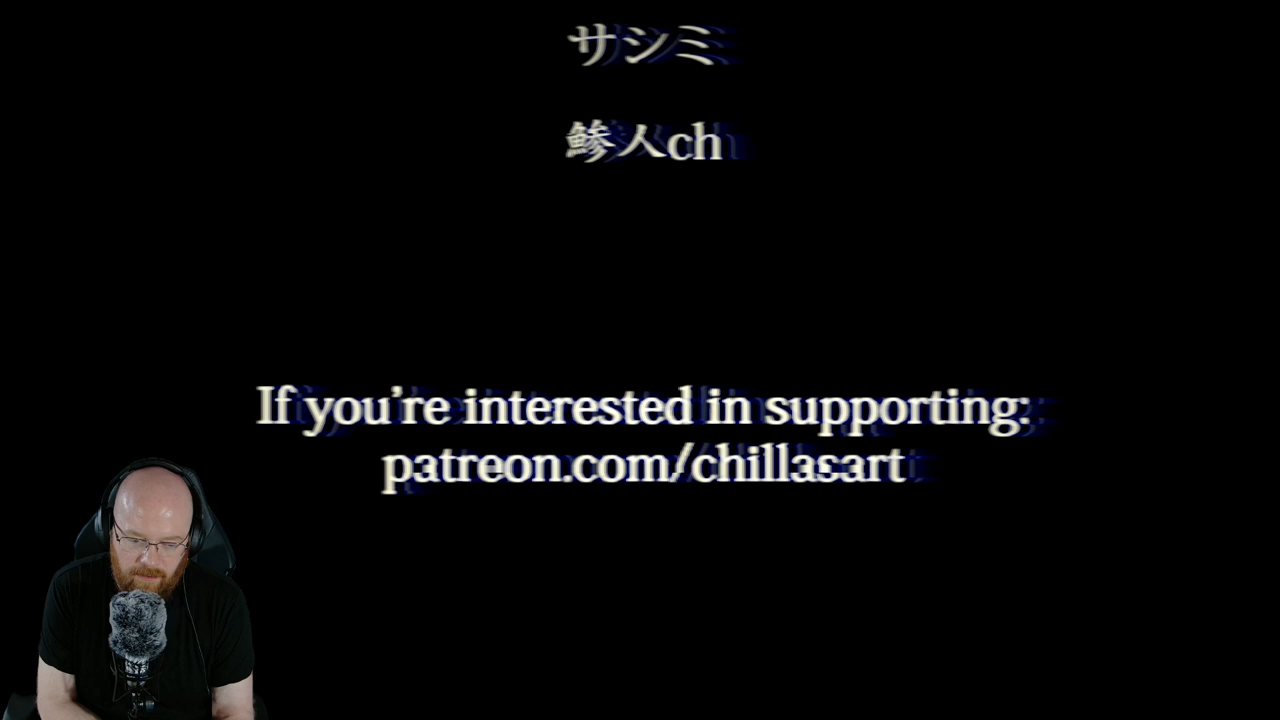 サシミ
鯵人ch
If you're interested in supporting:
patreon.com/chillasart